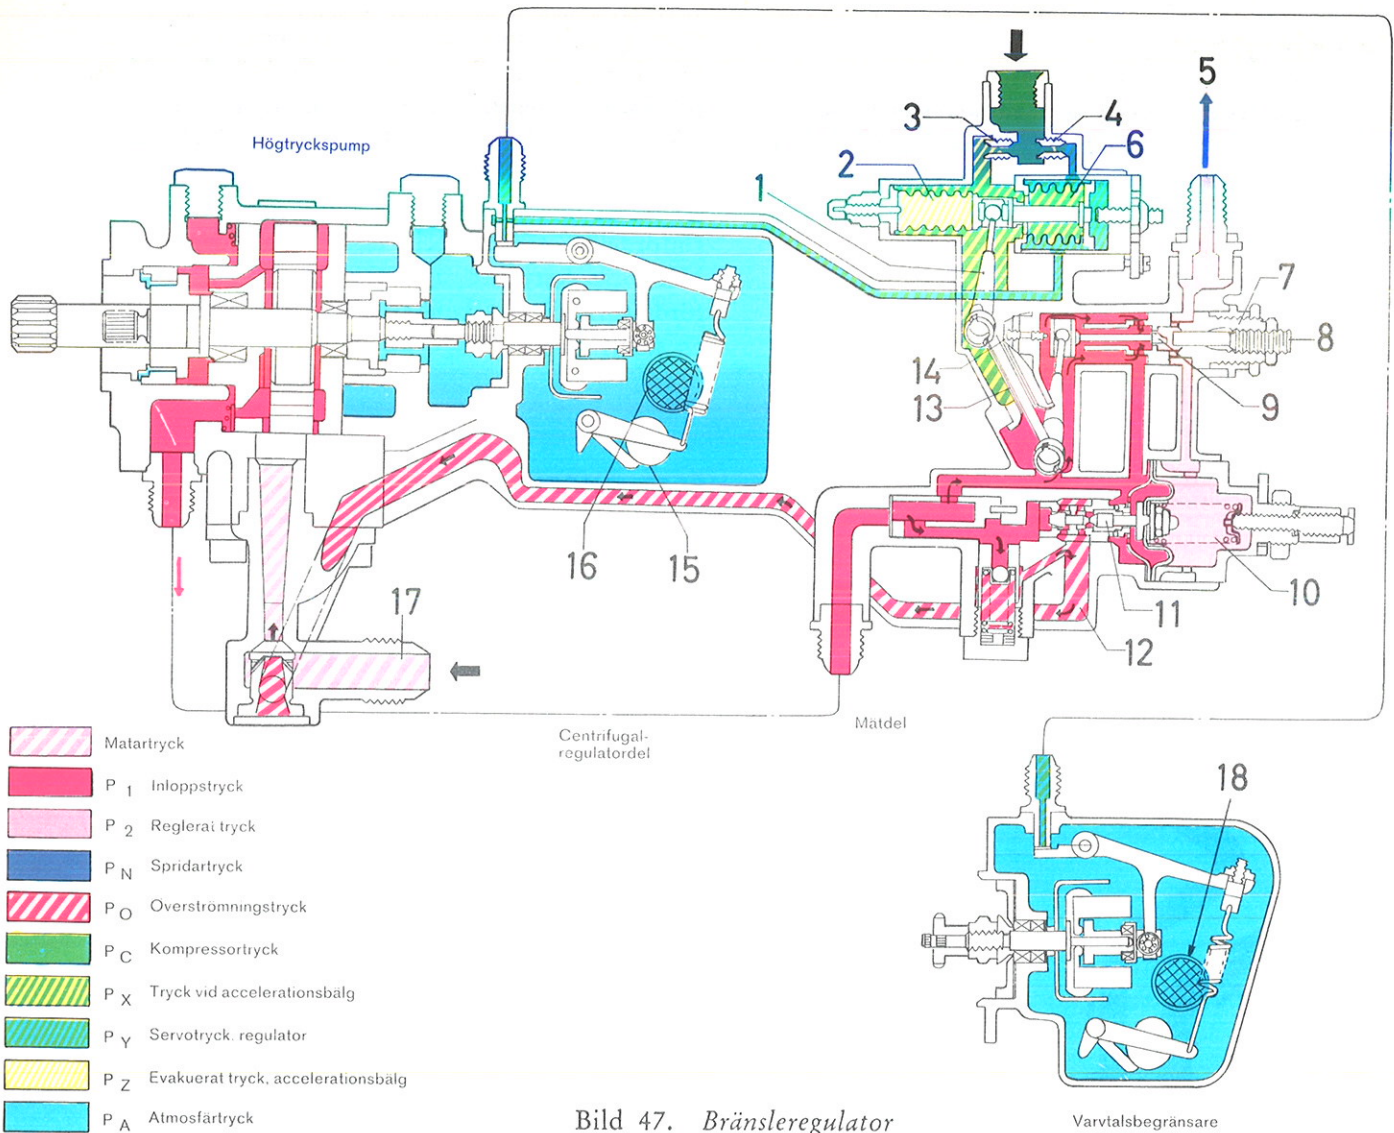 Högtryckspump
1
2
3
4
5
6
7
8
9
10
11
12
13
14
15
16
17
18
Centrifugal-
regulatordel
Mätdel
Matartryck
P 1 Inloppstryck
P 2 Reglerat tryck
P N Spridartryck
P O Overströmningstryck
P C Kompressortryck
P X Tryck vid accelerationsbälg
P Y Servotryck. regulator
P Z Evakuerat tryck, accelerationsbälg
P A Atmosfärtryck
Bild 47. Bränsleregulator
Varvtalsbegränsare